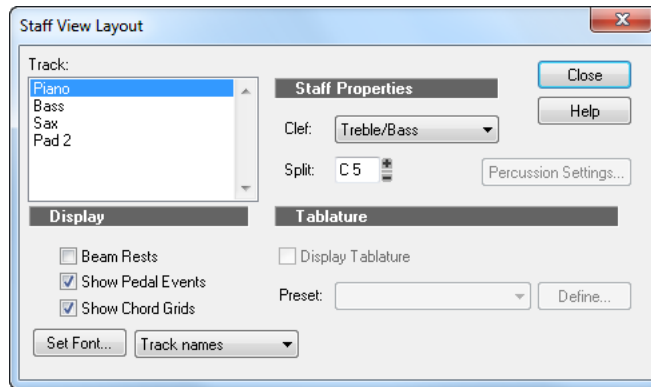 Staff View Layout
Track:
Piano
Bass
Sax
Pad 2
Staff Properties
Clef: Treble/Bass
Split: C 5
Close
Help
Percussion Settings...
Display
Beam Rests
Show Pedal Events
Show Chord Grids
Set Font... Track names
Tablature
Display Tablature
Preset:
Define...